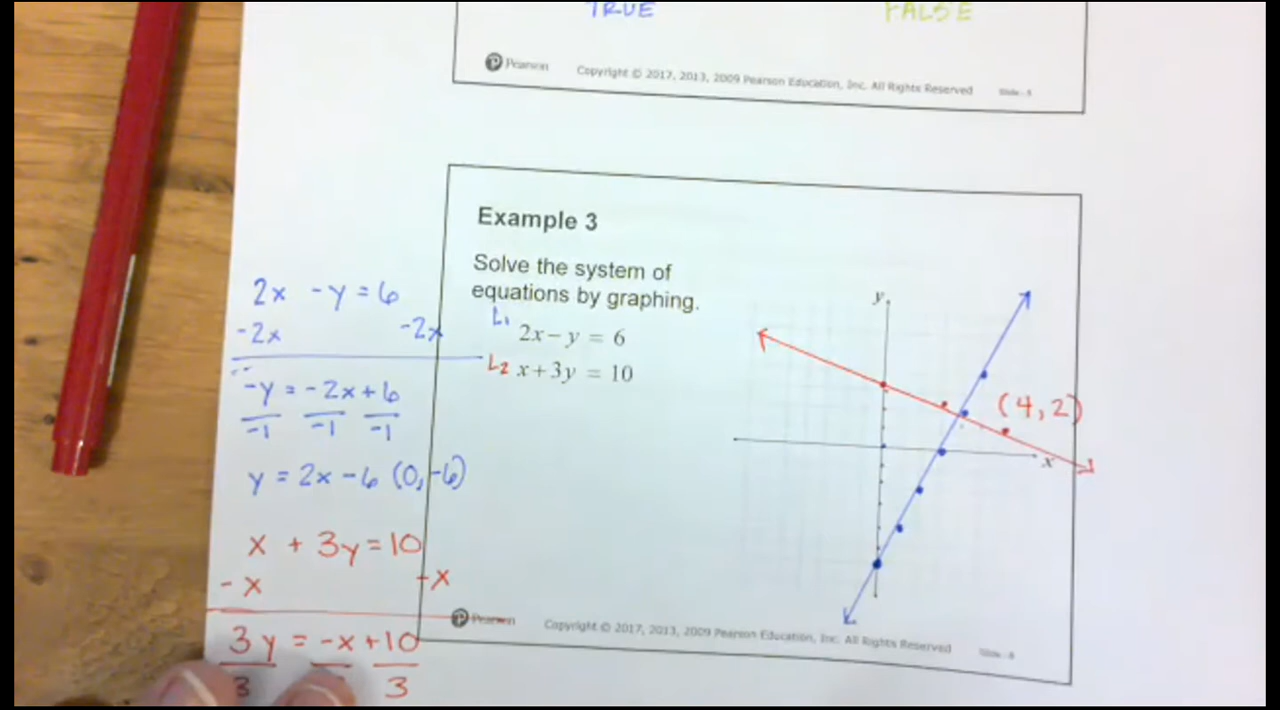 TRUE FALSE
Pearson Copyright © 2017, 2013, 2009 Pearson Education, Inc. All Rights Reserved Slide - 5
Example 3
Solve the system of
equations by graphing.
L1 2x - y = 6
L2 x + 3y = 10
2x - y = 6
-2x -2x
-y = -2x + 6
-1 -1 -1
y = 2x - 6 (0, -6)
x + 3y = 10
- x -x
3y = -x + 10
3 3
y
(4, 2)
x
Pearson Copyright © 2017, 2013, 2009 Pearson Education, Inc. All Rights Reserved Slide -